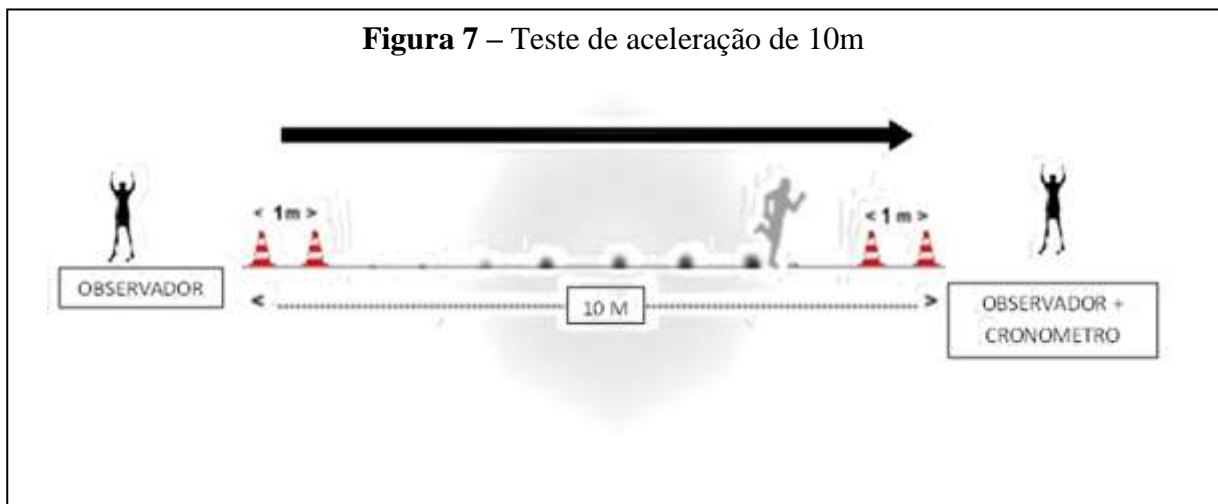 Figura 7 – Teste de aceleração de 10m
< 1m >
< 1 m >
OBSERVADOR
< 10 M >
OBSERVADOR +
CRONOMETRO